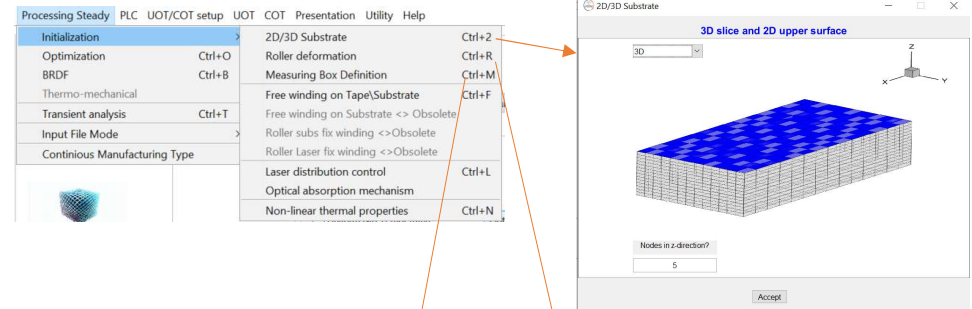 Processing Steady PLC UOT/COT setup UOT COT Presentation Utility Help
Initialization >
Optimization Ctrl+O
BRDF Ctrl+B
Thermo-mechanical
Transient analysis Ctrl+T
Input File Mode >
Continious Manufacturing Type
2D/3D Substrate Ctrl+2
Roller deformation Ctrl+R
Measuring Box Definition Ctrl+M
Free winding on Tape\Substrate Ctrl+F
Free winding on Substrate <> Obsolete
Roller subs fix winding <>Obsolete
Roller Laser fix winding <>Obsolete
Laser distribution control Ctrl+L
Optical absorption mechanism
Non-linear thermal properties Ctrl+N
2D/3D Substrate
3D slice and 2D upper surface
3D
Z
X Y
Nodes in z-direction?
5
Accept